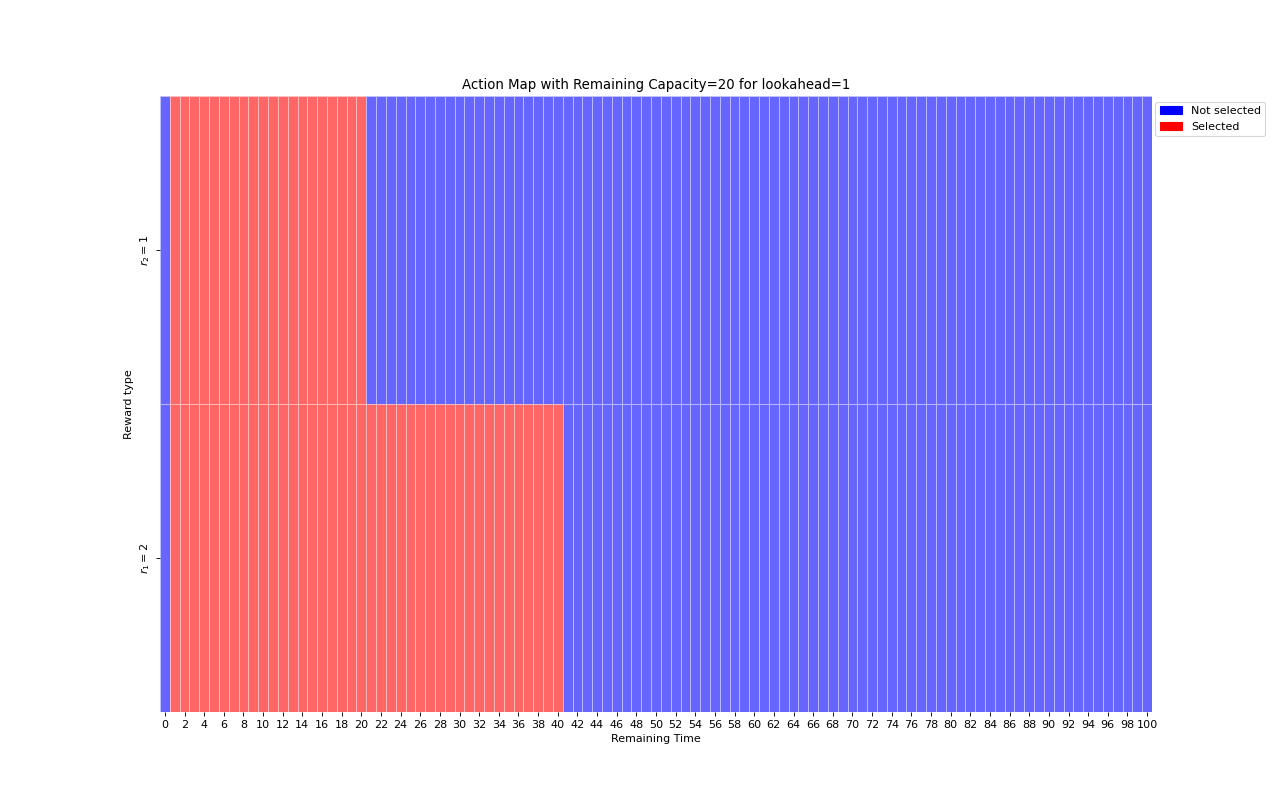 Action Map with Remaining Capacity=20 for lookahead=1
Not selected
Selected
r₂ = 1
Reward type
r₁ = 2
0 2 4 6 8 10 12 14 16 18 20 22 24 26 28 30 32 34 36 38 40 42 44 46 48 50 52 54 56 58 60 62 64 66 68 70 72 74 76 78 80 82 84 86 88 90 92 94 96 98 100
Remaining Time